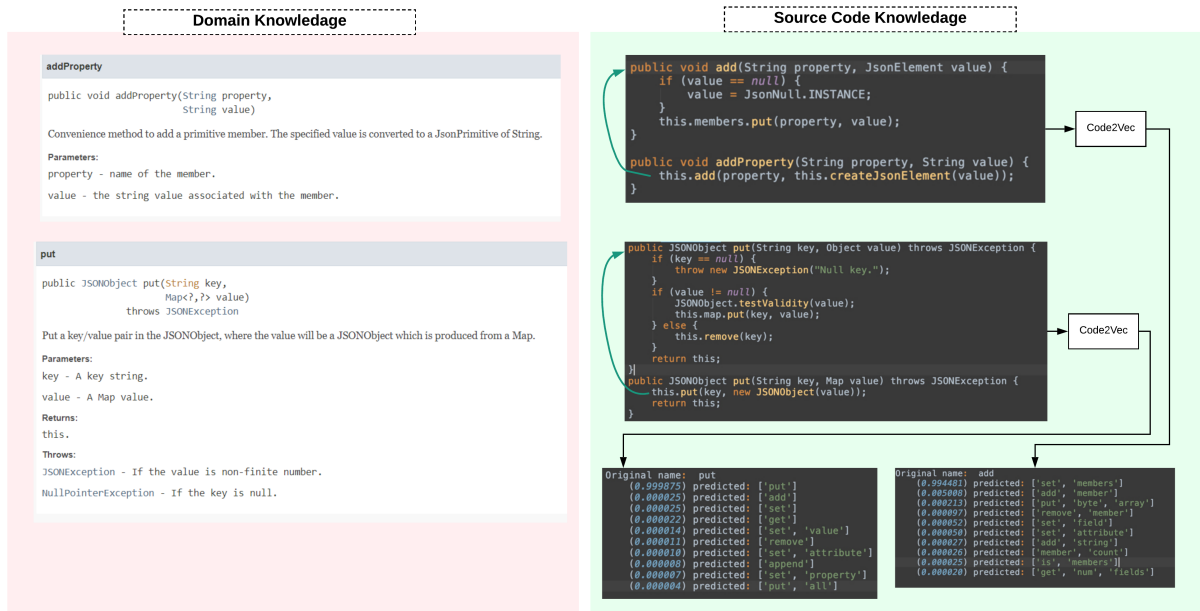 Domain Knowledage
addProperty
public void addProperty(String property,
String value)
Convenience method to add a primitive member. The specified value is converted to a JsonPrimitive of String.
Parameters:
property - name of the member.
value - the string value associated with the member.
put
public JSONObject put(String key,
Map<?,?> value)
throws JSONException
Put a key/value pair in the JSONObject, where the value will be a JSONObject which is produced from a Map.
Parameters:
key - A key string.
value - A Map value.
Returns:
this.
Throws:
JSONException - If the value is non-finite number.
NullPointerException - If the key is null.
Source Code Knowladage
public void add(String property, JsonElement value) {
if (value == null) {
value = JsonNull.INSTANCE;
}
this.members.put(property, value);
}
public void addProperty(String property, String value) {
this.add(property, this.createJsonElement(value));
}
Code2Vec
public JSONObject put(String key, Object value) throws JSONException {
if (key == null) {
throw new JSONException("Null key.");
}
if (value != null) {
JSONObject.testValidity(value);
this.map.put(key, value);
} else {
this.remove(key);
}
return this;
}
public JSONObject put(String key, Map value) throws JSONException {
this.put(key, new JSONObject(value));
return this;
}
Code2Vec
Original name: put
(0.999875) predicted: ['put']
(0.000025) predicted: ['add']
(0.000025) predicted: ['set']
(0.000022) predicted: ['get']
(0.000014) predicted: ['set', 'value']
(0.000011) predicted: ['remove']
(0.000010) predicted: ['set', 'attribute']
(0.000008) predicted: ['append']
(0.000007) predicted: ['set', 'property']
(0.000004) predicted: ['put', 'all']
Original name: add
(0.994481) predicted: ['set', 'members']
(0.005008) predicted: ['add', 'member']
(0.000213) predicted: ['put', 'byte', 'array']
(0.000097) predicted: ['remove', 'member']
(0.000052) predicted: ['set', 'field']
(0.000050) predicted: ['set', 'attribute']
(0.000027) predicted: ['add', 'string']
(0.000026) predicted: ['member', 'count']
(0.000025) predicted: ['is', 'members']
(0.000020) predicted: ['get', 'num', 'fields']